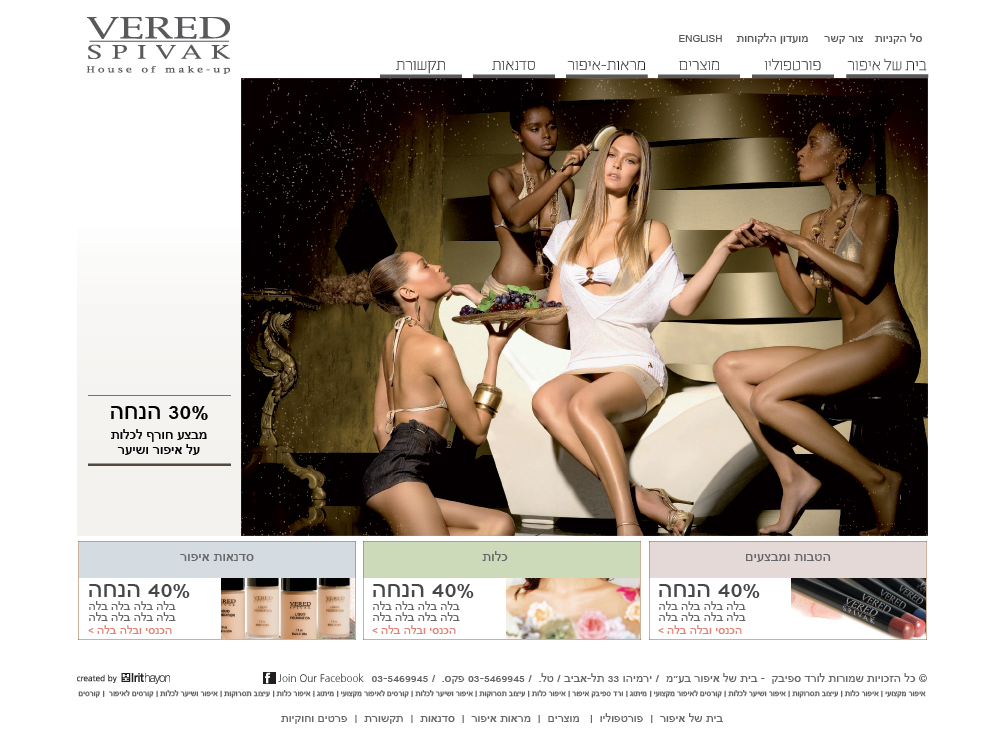 VERED
SPIVAK
House of make-up
סל הקניות צור קשר מועדון הלקוחות ENGLISH
בית של איפור פורטפוליו מוצרים מראות-איפור סדנאות תקשורת
30% הנחה
מבצע חורף לכלות
על איפור ושיער
הטבות ומבצעים
40% הנחה
בלה בלה בלה בלה
בלה בלה בלה בלה
הכנסי ובלה בלה >
VERED
SPIVAK
כלות
40% הנחה
בלה בלה בלה בלה
בלה בלה בלה בלה
הכנסי ובלה בלה >
סדנאות איפור
40% הנחה
בלה בלה בלה בלה
בלה בלה בלה בלה
הכנסי ובלה בלה >
VERED
© כל הזכויות שמורות לורד ספיבק - בית של איפור בע״מ / ירמיהו 33 תל-אביב / טל. 03-5469945 / פקס. 03-5469945 /
Join Our Facebook
created by Irithayon
איפור מקצועי | איפור כלות | עיצוב תסרוקות | איפור ושיער לכלות | קורסים לאיפור מקצועי | מיתוג | ורד ספיבק איפור | איפור כלות | עיצוב תסרוקות | איפור ושיער לכלות | קורסים לאיפור מקצועי | מיתוג | איפור כלות | עיצוב תסרוקות | איפור ושיער לכלות | קורסים לאיפור | קורסים
בית של איפור | פורטפוליו | מוצרים | מראות איפור | סדנאות | תקשורת | פרטים וחוקיות